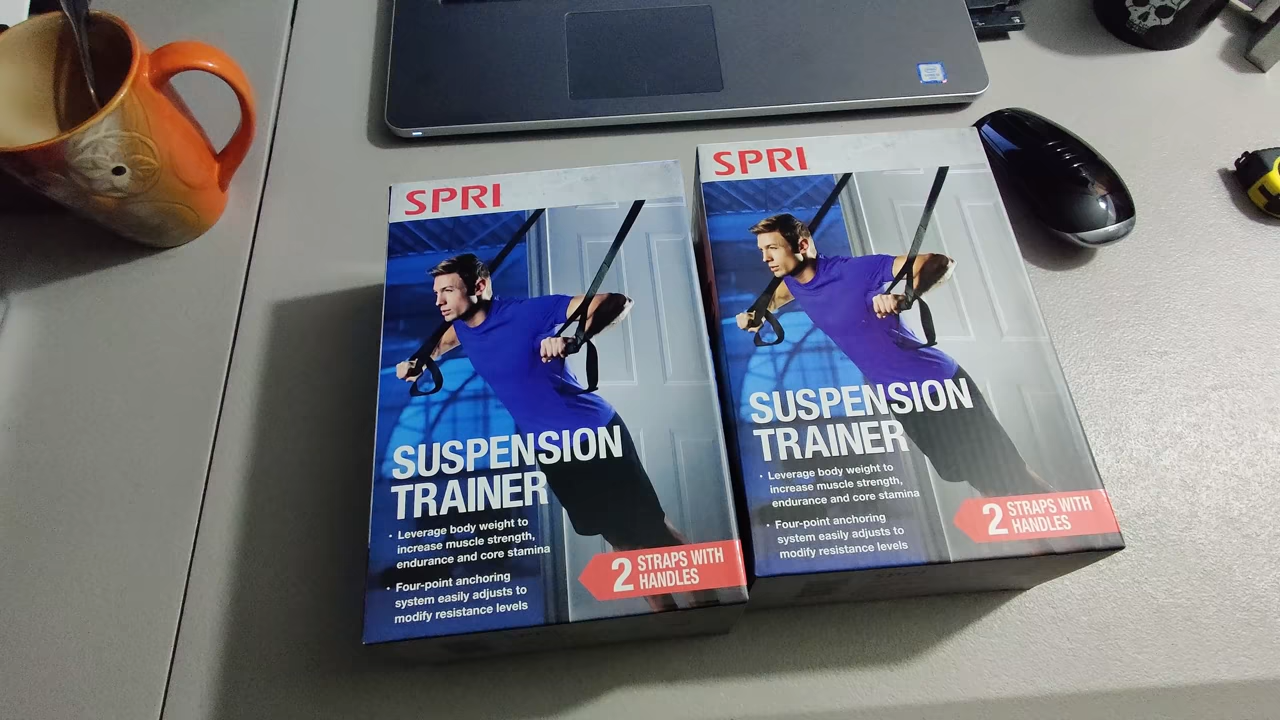 SPRI
SUSPENSION
TRAINER
· Leverage body weight to
increase muscle strength,
endurance and core stamina
· Four-point anchoring
system easily adjusts to
modify resistance levels
2 STRAPS WITH
HANDLES
SPRI
SUSPENSION
TRAINER
· Leverage body weight to
increase muscle strength,
endurance and core stamina
· Four-point anchoring
system easily adjusts to
modify resistance levels
2 STRAPS WITH
HANDLES